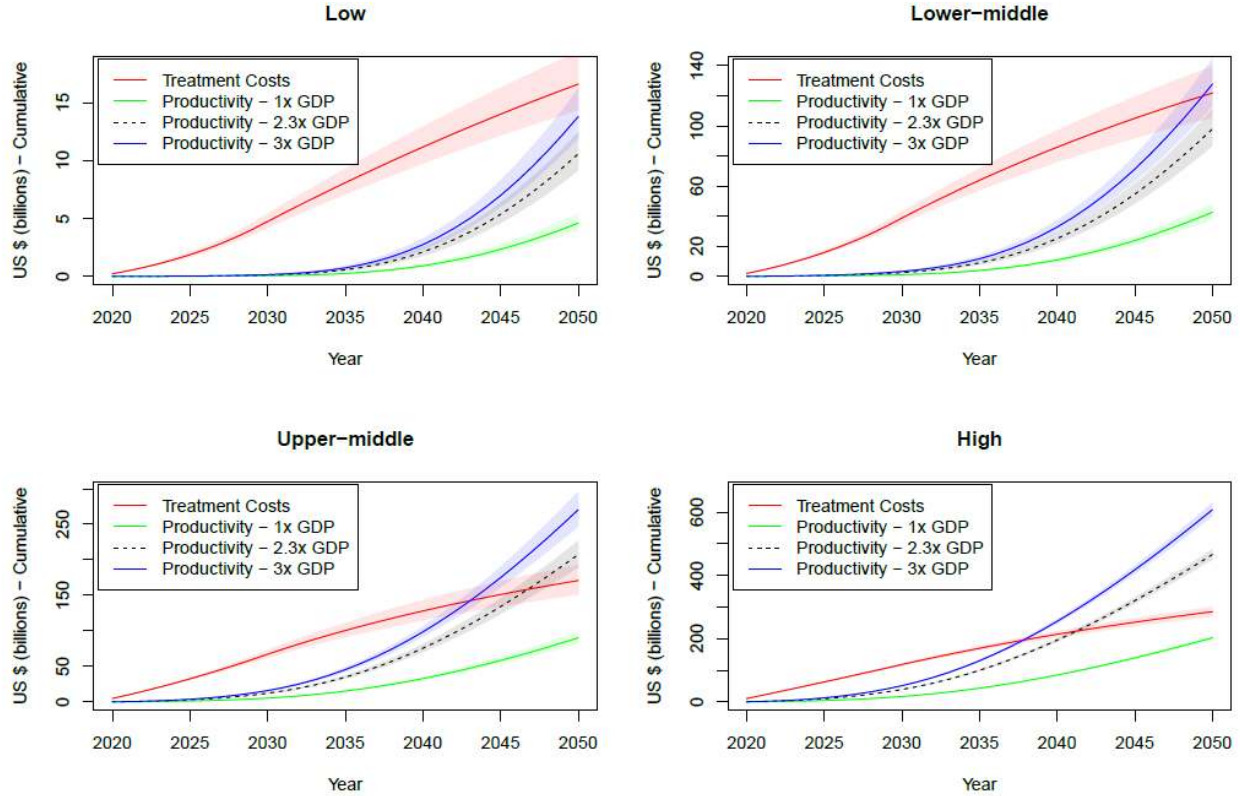 Low
US $ (billions) − Cumulative
15
10
5
0
Treatment Costs
Productivity − 1x GDP
Productivity − 2.3x GDP
Productivity − 3x GDP
2020 2025 2030 2035 2040 2045 2050
Year
Lower−middle
US $ (billions) − Cumulative
140
100
60
20
0
Treatment Costs
Productivity − 1x GDP
Productivity − 2.3x GDP
Productivity − 3x GDP
2020 2025 2030 2035 2040 2045 2050
Year
Upper−middle
US $ (billions) − Cumulative
250
150
50
0
Treatment Costs
Productivity − 1x GDP
Productivity − 2.3x GDP
Productivity − 3x GDP
2020 2025 2030 2035 2040 2045 2050
Year
High
US $ (billions) − Cumulative
600
400
200
0
Treatment Costs
Productivity − 1x GDP
Productivity − 2.3x GDP
Productivity − 3x GDP
2020 2025 2030 2035 2040 2045 2050
Year